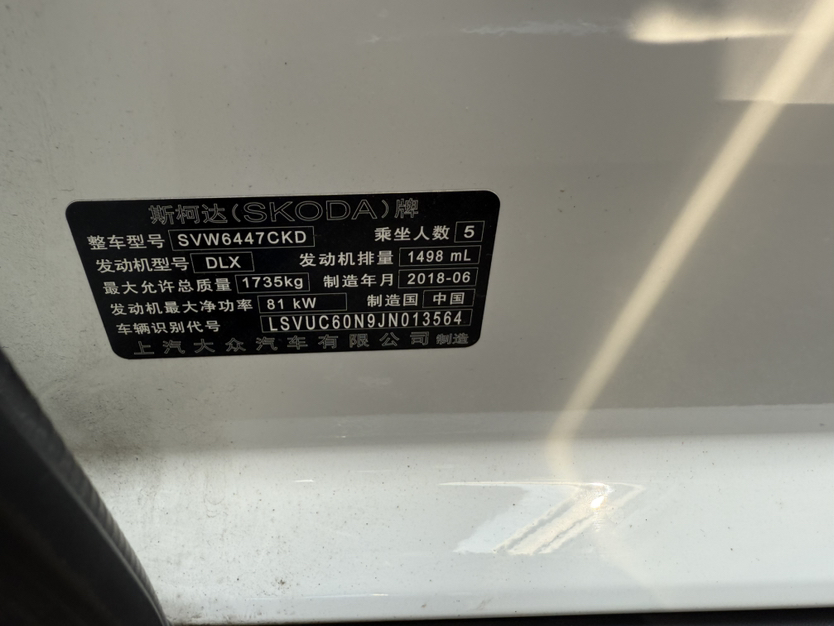 斯柯达(SKODA)牌
整车型号 SVW6447CKD 乘坐人数 5
发动机型号 DLX 发动机排量 1498 mL
最大允许总质量 1735kg 制造年月 2018-06
发动机最大净功率 81 kW 制造国 中国
车辆识别代号 LSVUC60N9JN013564
上汽大众汽车有限公司制造